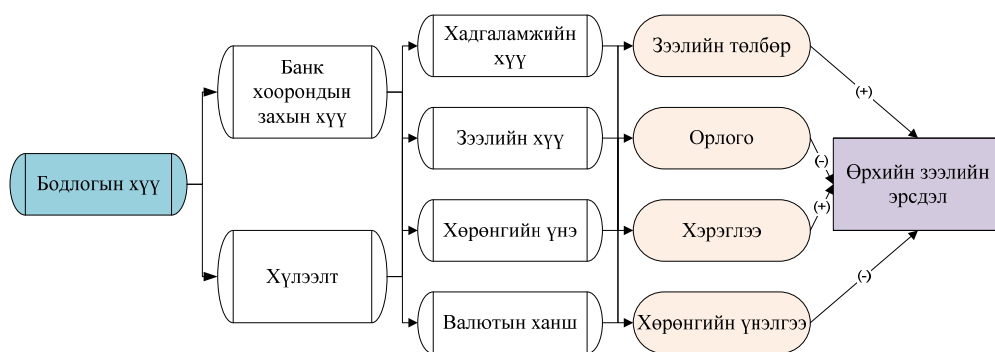 Бодлогын хүү
Банк
хоорондын
захын хүү
Хүлээлт
Хадгаламжийн
хүү
Зээлийн хүү
Хөрөнгийн үнэ
Валютын ханш
Зээлийн төлбөр
Орлого
Хэрэглээ
Хөрөнгийн үнэлгээ
(+)
(-)
(+)
(-)
Өрхийн зээлийн
эрсдэл